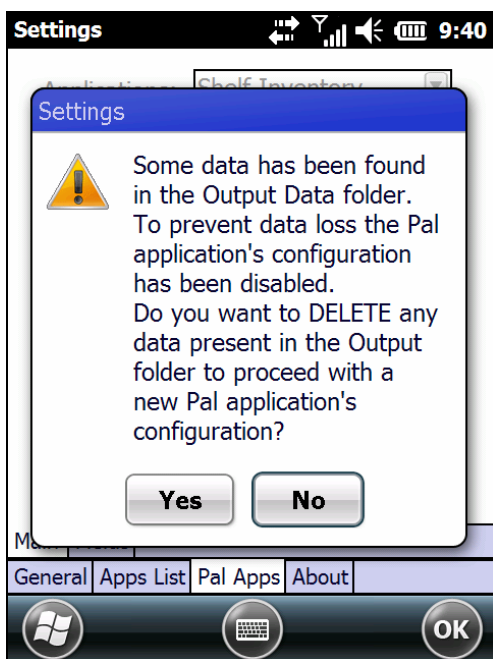 Settings 9:40
Applications: Shelf Inventory
Settings
Some data has been found
in the Output Data folder.
To prevent data loss the Pal
application's configuration
has been disabled.
Do you want to DELETE any
data present in the Output
folder to proceed with a
new Pal application's
configuration?
Yes No
General Apps List Pal Apps About
OK